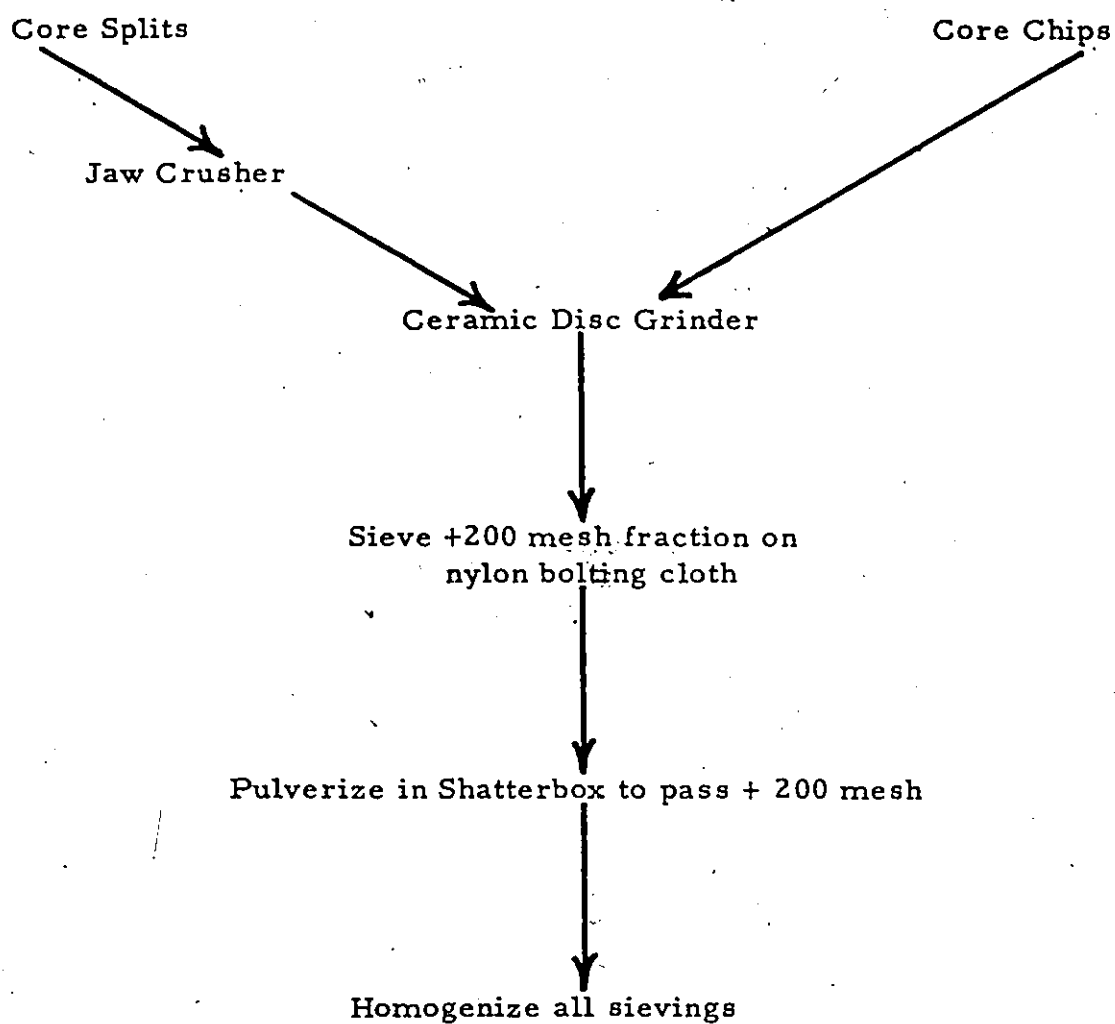 Core Splits
Core Chips
Jaw Crusher
Ceramic Disc Grinder
Sieve +200 mesh fraction on
nylon bolting cloth
Pulverize in Shatterbox to pass + 200 mesh
Homogenize all sievings